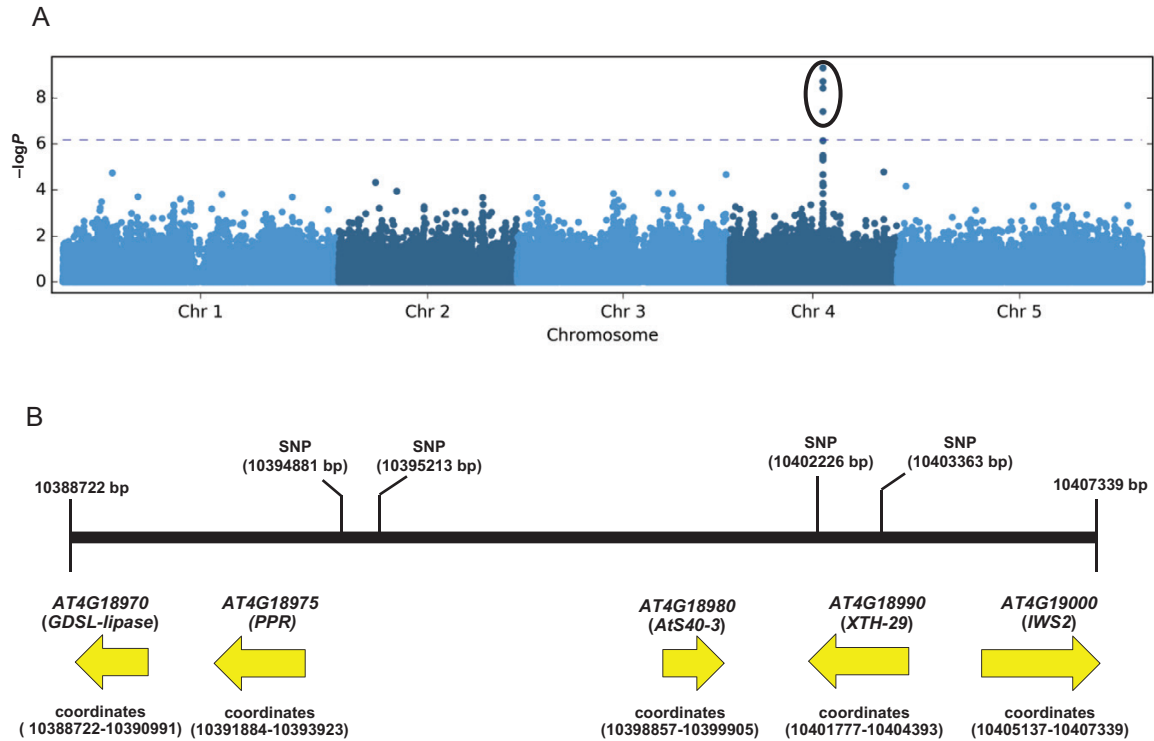 A
8
6
4
2
0
−logP
Chr 1
Chr 2
Chr 3
Chr 4
Chr 5
Chromosome
B
SNP
(10394881 bp)
SNP
(10395213 bp)
SNP
(10402226 bp)
SNP
(10403363 bp)
10388722 bp
10407339 bp
AT4G18970
(GDSL-lipase)
AT4G18975
(PPR)
AT4G18980
(AtS40-3)
AT4G18990
(XTH-29)
AT4G19000
(IWS2)
coordinates
( 10388722-10390991)
coordinates
(10391884-10393923)
coordinates
(10398857-10399905)
coordinates
(10401777-10404393)
coordinates
(10405137-10407339)